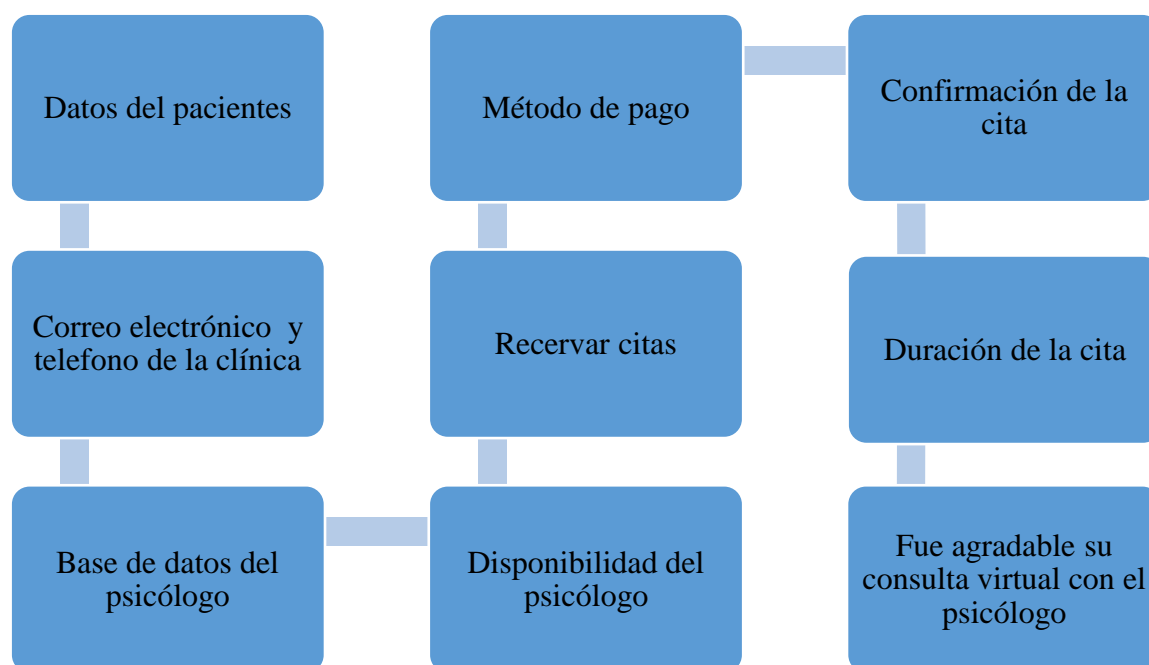 Datos del pacientes
Correo electrónico y
telefono de la clínica
Base de datos del
psicólogo
Disponibilidad del
psicólogo
Recervar citas
Método de pago
Confirmación de la
cita
Duración de la cita
Fue agradable su
consulta virtual con el
psicólogo